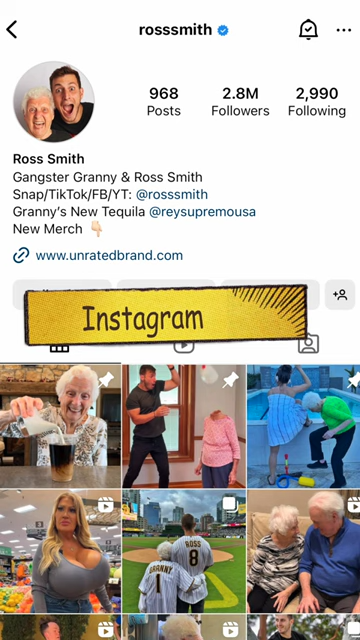 rosssmith
968
2.8M
2,990
Posts
Followers
Following
Ross Smith
Gangster Granny & Ross Smith
Snap/TikTok/FB/YT: @rosssmith
Granny's New Tequila @reysupremousa
New Merch 👇🏻
www.unratedbrand.com
Instagram
ROSS
8
GRANNY
1